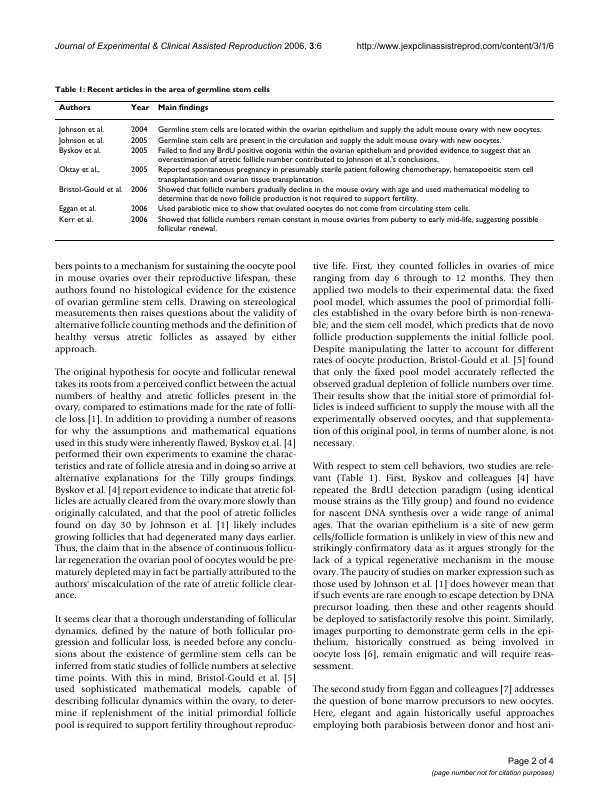 Journal of Experimental & Clinical Assisted Reproduction 2006, 3:6
http://www.jexpclinassistreprod.com/content/3/1/6
Table 1: Recent articles in the area of germline stem cells
Authors Year Main findings
Johnson et al. 2004 Germline stem cells are located within the ovarian epithelium and supply the adult mouse ovary with new oocytes.
Johnson et al. 2005 Germline stem cells are present in the circulation and supply the adult mouse ovary with new oocytes.
Byskov et al. 2005 Failed to find any BrdU positive oogonia within the ovarian epithelium and provided evidence to suggest that an
overestimation of atretic follicle number contributed to Johnson et al.'s conclusions.
Oktay et al., 2005 Reported spontaneous pregnancy in presumably sterile patient following chemotherapy, hematopoeitic stem cell
transplantation and ovarian tissue transplantation.
Bristol-Gould et al. 2006 Showed that follicle numbers gradually decline in the mouse ovary with age and used mathematical modeling to
determine that de novo follicle production is not required to support fertility.
Eggan et al. 2006 Used parabiotic mice to show that ovulated oocytes do not come from circulating stem cells.
Kerr et al. 2006 Showed that follicle numbers remain constant in mouse ovaries from puberty to early mid-life, suggesting possible
follicular renewal.
bers points to a mechanism for sustaining the oocyte pool
in mouse ovaries over their reproductive lifespan, these
authors found no histological evidence for the existence
of ovarian germline stem cells. Drawing on stereological
measurements then raises questions about the validity of
alternative follicle counting methods and the definition of
healthy versus atretic follicles as assayed by either
approach.
The original hypothesis for oocyte and follicular renewal
takes its roots from a perceived conflict between the actual
numbers of healthy and atretic follicles present in the
ovary, compared to estimations made for the rate of folli-
cle loss [1]. In addition to providing a number of reasons
for why the assumptions and mathematical equations
used in this study were inherently flawed, Byskov et al. [4]
performed their own experiments to examine the charac-
teristics and rate of follicle atresia and in doing so arrive at
alternative explanations for the Tilly groups findings.
Byskov et al. [4] report evidence to indicate that atretic fol-
licles are actually cleared from the ovary more slowly than
originally calculated, and that the pool of atretic follicles
found on day 30 by Johnson et al. [1] likely includes
growing follicles that had degenerated many days earlier.
Thus, the claim that in the absence of continuous follicu-
lar regeneration the ovarian pool of oocytes would be pre-
maturely depleted may in fact be partially attributed to the
authors' miscalculation of the rate of atretic follicle clear-
ance.
It seems clear that a thorough understanding of follicular
dynamics, defined by the nature of both follicular pro-
gression and follicular loss, is needed before any conclu-
sions about the existence of germline stem cells can be
inferred from static studies of follicle numbers at selective
time points. With this in mind, Bristol-Gould et al. [5]
used sophisticated mathematical models, capable of
describing follicular dynamics within the ovary, to deter-
mine if replenishment of the initial primordial follicle
pool is required to support fertility throughout reproduc-
tive life. First, they counted follicles in ovaries of mice
ranging from day 6 through to 12 months. They then
applied two models to their experimental data: the fixed
pool model, which assumes the pool of primordial folli-
cles established in the ovary before birth is non-renewa-
ble; and the stem cell model, which predicts that de novo
follicle production supplements the initial follicle pool.
Despite manipulating the latter to account for different
rates of oocyte production, Bristol-Gould et al. [5] found
that only the fixed pool model accurately reflected the
observed gradual depletion of follicle numbers over time.
Their results show that the initial store of primordial fol-
licles is indeed sufficient to supply the mouse with all the
experimentally observed oocytes, and that supplementa-
tion of this original pool, in terms of number alone, is not
necessary.
With respect to stem cell behaviors, two studies are rele-
vant (Table 1). First, Byskov and colleagues [4] have
repeated the BrdU detection paradigm (using identical
mouse strains as the Tilly group) and found no evidence
for nascent DNA synthesis over a wide range of animal
ages. That the ovarian epithelium is a site of new germ
cells/follicle formation is unlikely in view of this new and
strikingly confirmatory data as it argues strongly for the
lack of a typical regenerative mechanism in the mouse
ovary. The paucity of studies on marker expression such as
those used by Johnson et al. [1] does however mean that
if such events are rare enough to escape detection by DNA
precursor loading, then these and other reagents should
be deployed to satisfactorily resolve this point. Similarly,
images purporting to demonstrate germ cells in the epi-
thelium, historically construed as being involved in
oocyte loss [6], remain enigmatic and will require reas-
sessment.
The second study from Eggan and colleagues [7] addresses
the question of bone marrow precursors to new oocytes.
Here, elegant and again historically useful approaches
employing both parabiosis between donor and host ani-
Page 2 of 4
(page number not for citation purposes)